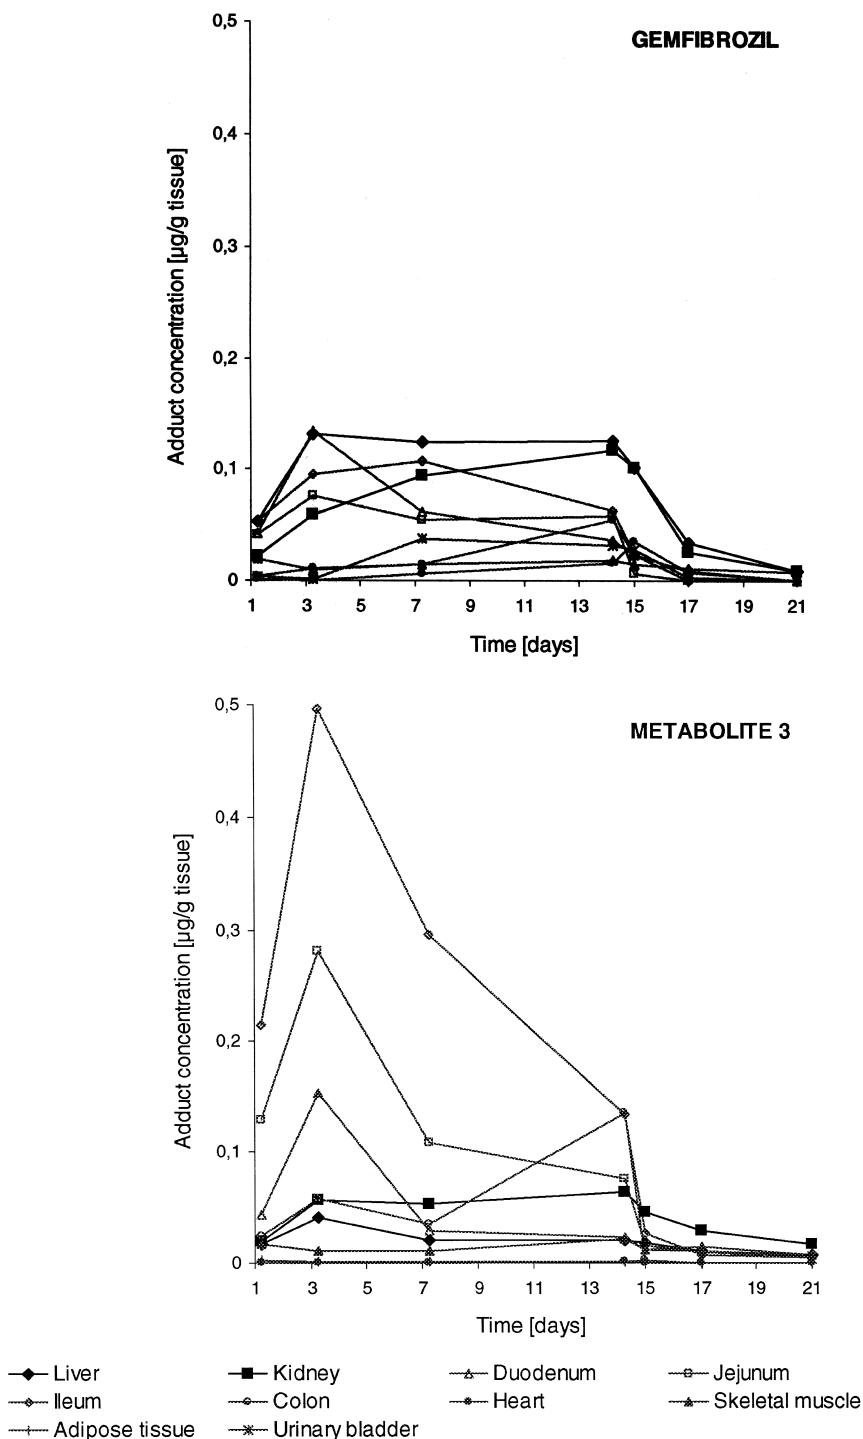 GEMFIBROZIL
Adduct concentration [µg/g tissue]
0,5
0,4
0,3
0,2
0,1
0
1 3 5 7 9 11 13 15 17 19 21
Time [days]
METABOLITE 3
Adduct concentration [µg/g tissue]
0,5
0,4
0,3
0,2
0,1
0
1 3 5 7 9 11 13 15 17 19 21
Time [days]
Liver Kidney Duodenum Jejunum
Ileum Colon Heart Skeletal muscle
Adipose tissue Urinary bladder